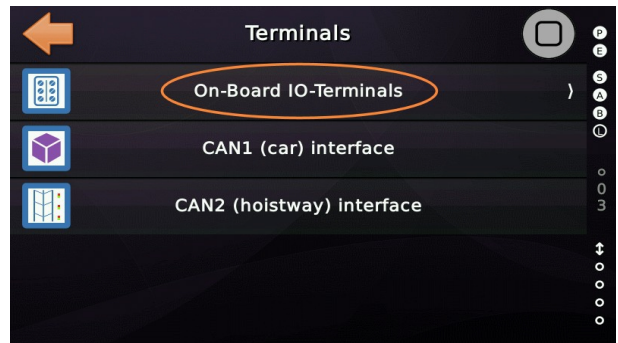 Terminals
On-Board IO-Terminals
⟩
CAN1 (car) interface
CAN2 (hoistway) interface
P
E
S
A
B
L
0
3